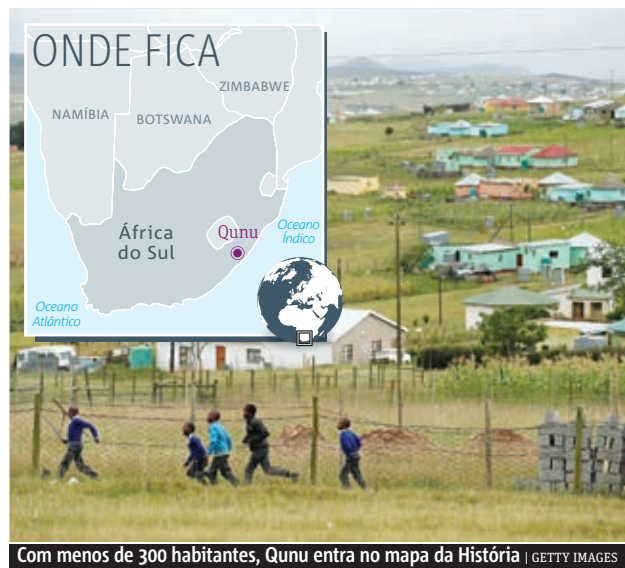 ONDE FICA
ZIMBABWE
NAMÍBIA
BOTSWANA
África
do Sul
Qunu
Oceano
Índico
Oceano
Atlântico
Com menos de 300 habitantes, Qunu entra no mapa da História | GETTY IMAGES